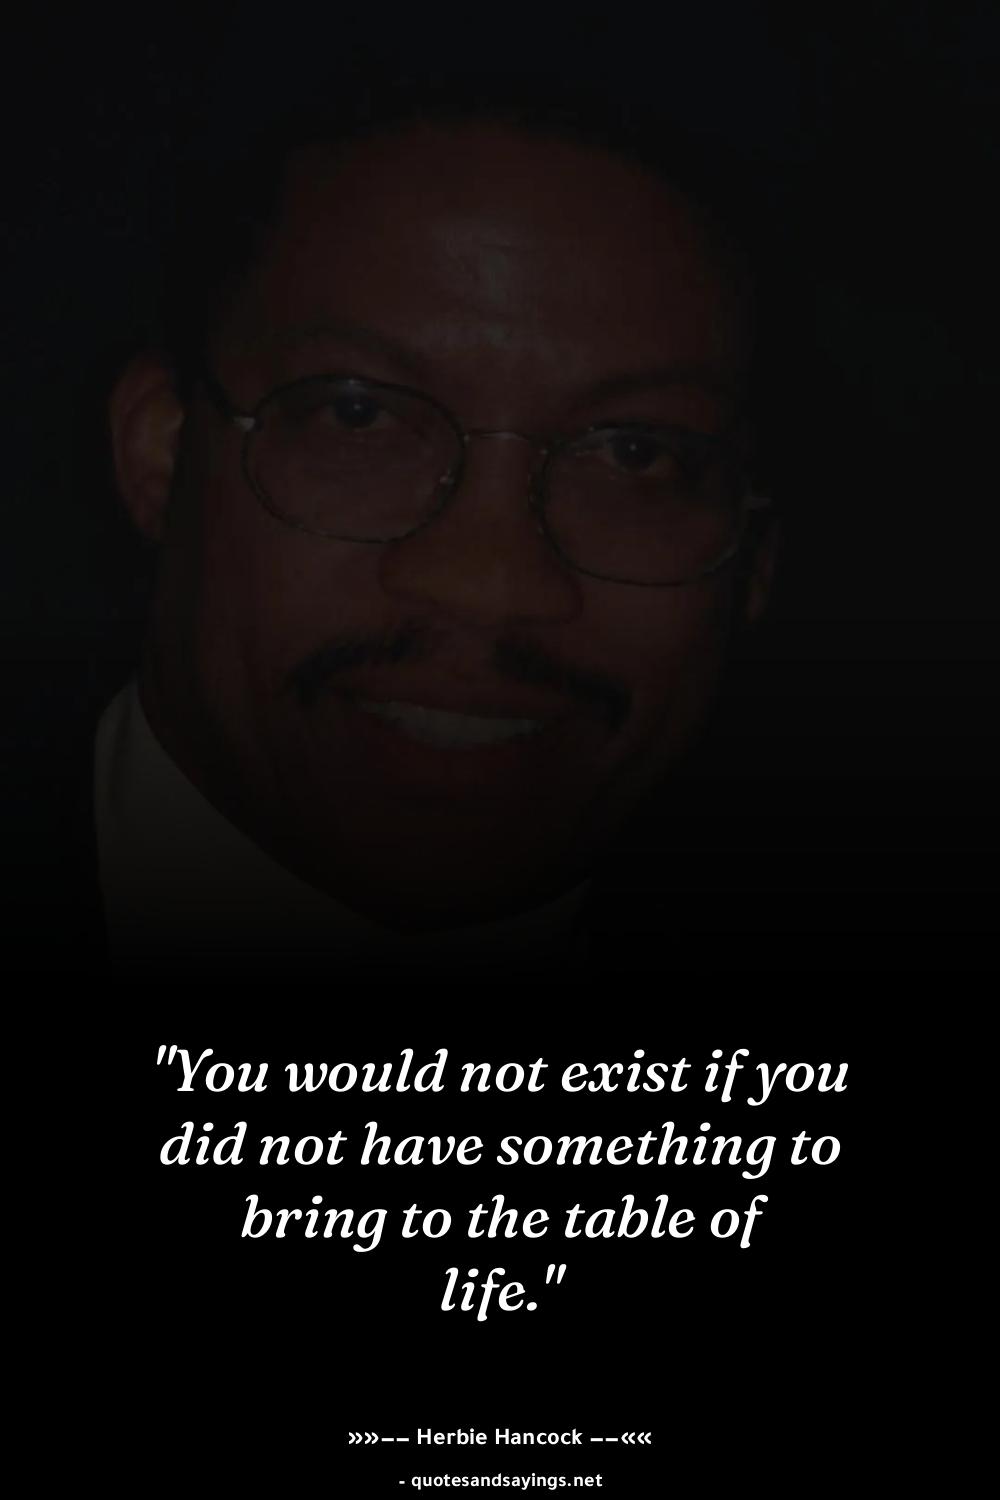 "You would not exist if you
did not have something to
bring to the table of
life."
»»−− Herbie Hancock −−««
- quotesandsayings.net